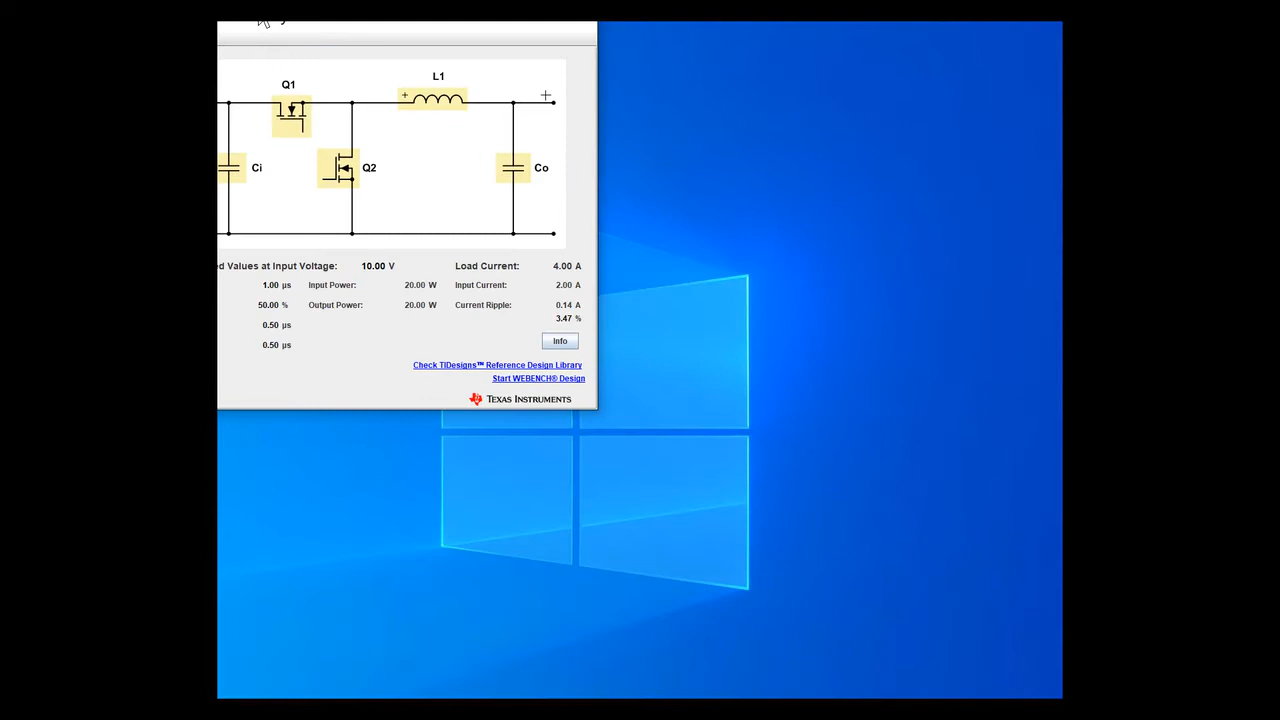 L1
Q1
+
+
Ci
Q2
Co
ed Values at Input Voltage: 10.00 V Load Current: 4.00 A
1.00 µs Input Power: 20.00 W Input Current: 2.00 A
50.00 % Output Power: 20.00 W Current Ripple: 0.14 A
3.47 %
0.50 µs
Info
0.50 µs
Check TIDesigns™ Reference Design Library
Start WEBENCH® Design
TEXAS INSTRUMENTS